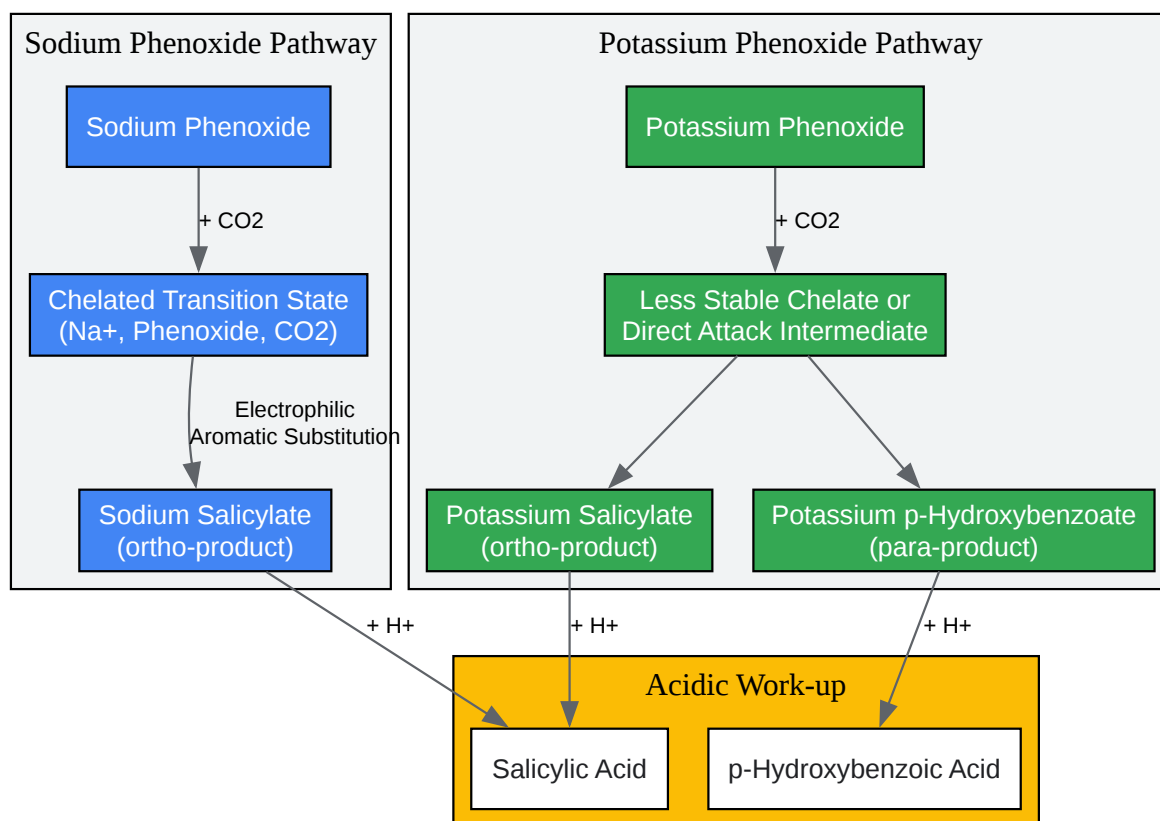 Sodium Phenoxide Pathway
Potassium Phenoxide Pathway
Sodium Phenoxide
Potassium Phenoxide
+ CO2
+ CO2
Chelated Transition State
(Na+, Phenoxide, CO2)
Less Stable Chelate or
Direct Attack Intermediate
Electrophilic
Aromatic Substitution
Sodium Salicylate
(ortho-product)
Potassium Salicylate
(ortho-product)
Potassium p-Hydroxybenzoate
(para-product)
+ H+
+ H+
+ H+
Acidic Work-up
Salicylic Acid
p-Hydroxybenzoic Acid